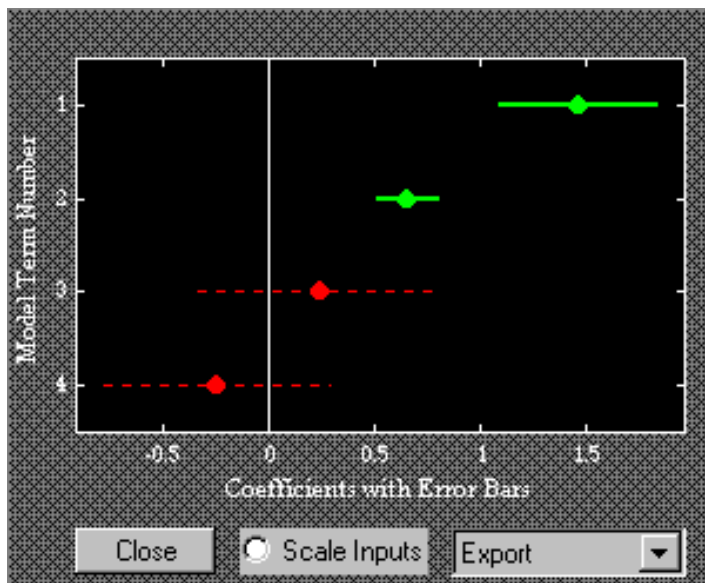 Model Term Number
1
2
3
4
-0.5 0 0.5 1 1.5
Coefficients with Error Bars
Close Scale Inputs Export